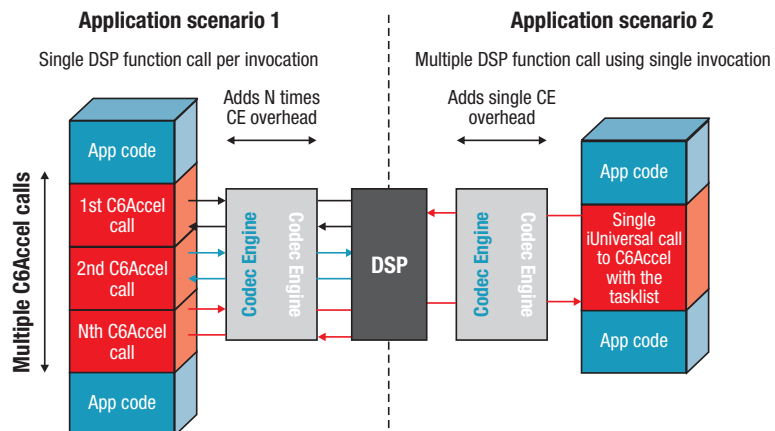 Application scenario 1
Single DSP function call per invocation
Adds N times
CE overhead
Multiple C6Accel calls
App code
1st C6Accel
call
2nd C6Accel
call
Nth C6Accel
call
App code
Codec Engine
Codec Engine
DSP
Application scenario 2
Multiple DSP function call using single invocation
Adds single CE
overhead
Codec Engine
Codec Engine
App code
Single
iUniversal call
to C6Accel
with the
tasklist
App code